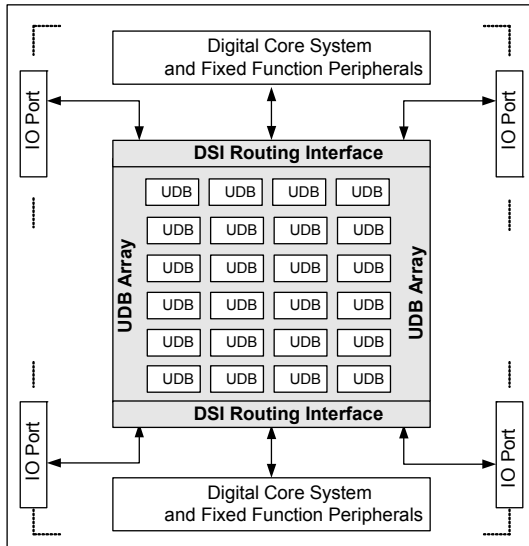 Digital Core System
and Fixed Function Peripherals
IO Port
IO Port
DSI Routing Interface
UDB Array
UDB UDB UDB UDB
UDB UDB UDB UDB
UDB UDB UDB UDB
UDB UDB UDB UDB
UDB UDB UDB UDB
UDB UDB UDB UDB
UDB Array
DSI Routing Interface
IO Port
IO Port
Digital Core System
and Fixed Function Peripherals